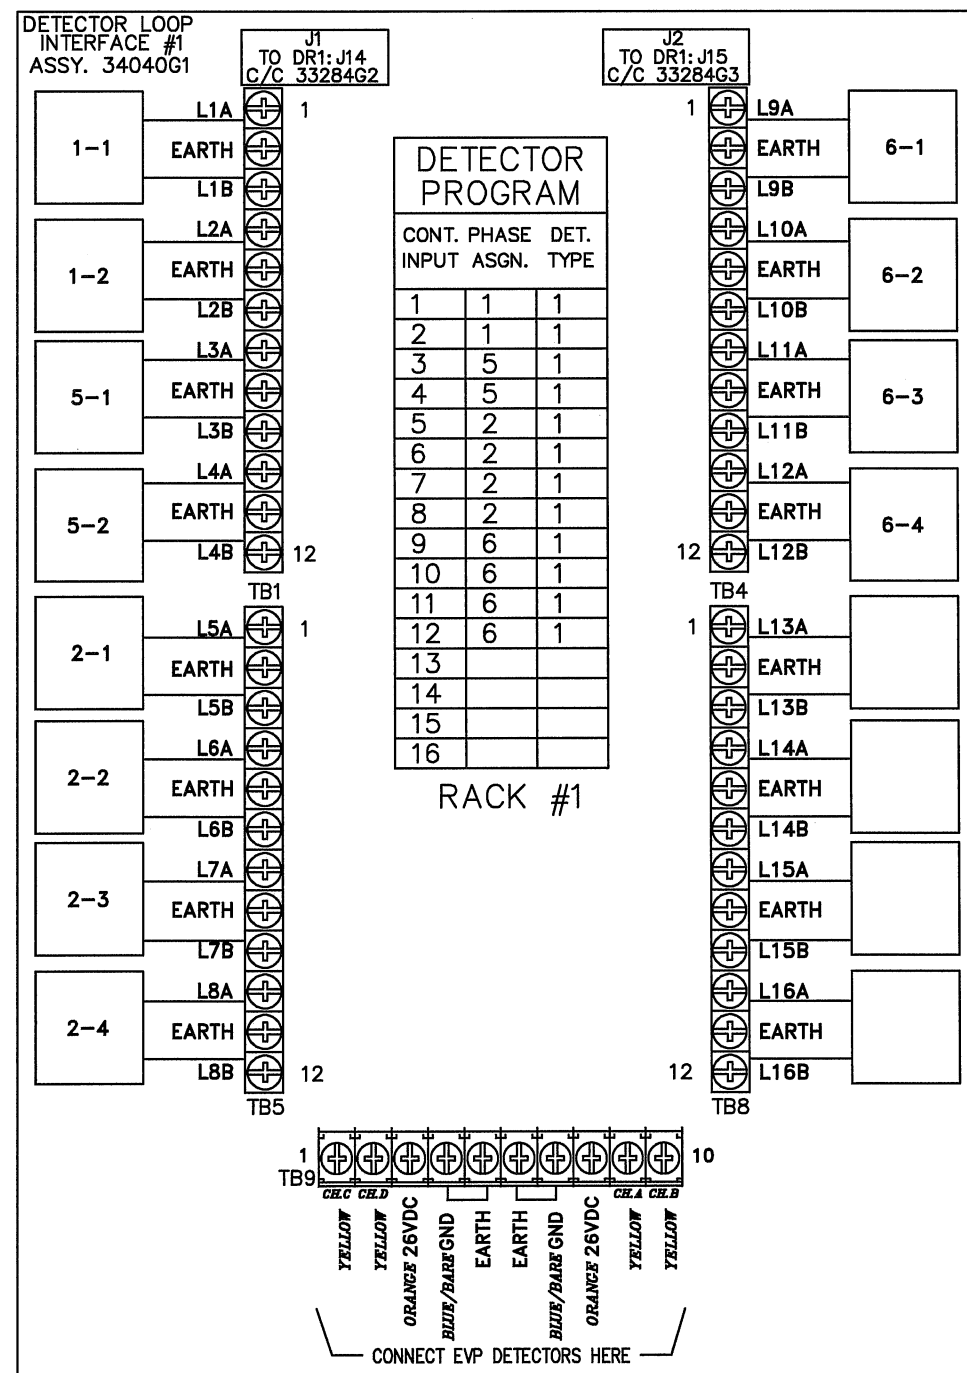 DETECTOR LOOP
INTERFACE #1
ASSY. 34040G1
J1
TO DR1:J14
C/C 33284G2
J2
TO DR1:J15
C/C 33284G3
1-1
L1A
EARTH
L1B
1
1-2
L2A
EARTH
L2B
5-1
L3A
EARTH
L3B
5-2
L4A
EARTH
L4B
12
TB1
2-1
L5A
EARTH
L5B
1
2-2
L6A
EARTH
L6B
2-3
L7A
EARTH
L7B
2-4
L8A
EARTH
L8B
12
TB5
DETECTOR
PROGRAM
CONT. PHASE DET.
INPUT ASGN. TYPE
1 1 1
2 1 1
3 5 1
4 5 1
5 2 1
6 2 1
7 2 1
8 2 1
9 6 1
10 6 1
11 6 1
12 6 1
13
14
15
16
RACK #1
1
L9A
EARTH
L9B
6-1
L10A
EARTH
L10B
6-2
L11A
EARTH
L11B
6-3
L12A
EARTH
L12B
6-4
12
TB4
1
L13A
EARTH
L13B
L14A
EARTH
L14B
L15A
EARTH
L15B
L16A
EARTH
L16B
12
TB8
1
TB9
10
CH.C
YELLOW
CH.D
YELLOW
ORANGE 26VDC
BLUE/BARE GND
EARTH
EARTH
BLUE/BARE GND
ORANGE 26VDC
CH.A
YELLOW
CH.B
YELLOW
CONNECT EVP DETECTORS HERE